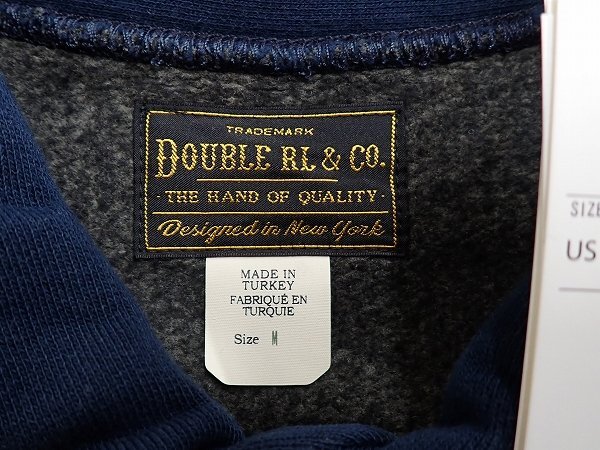 TRADEMARK
DOUBLE RL & CO.
· THE HAND OF QUALITY ·
Designed in New York
MADE IN
TURKEY
FABRIQUÉ EN
TURQUIE
Size M
SIZE
US